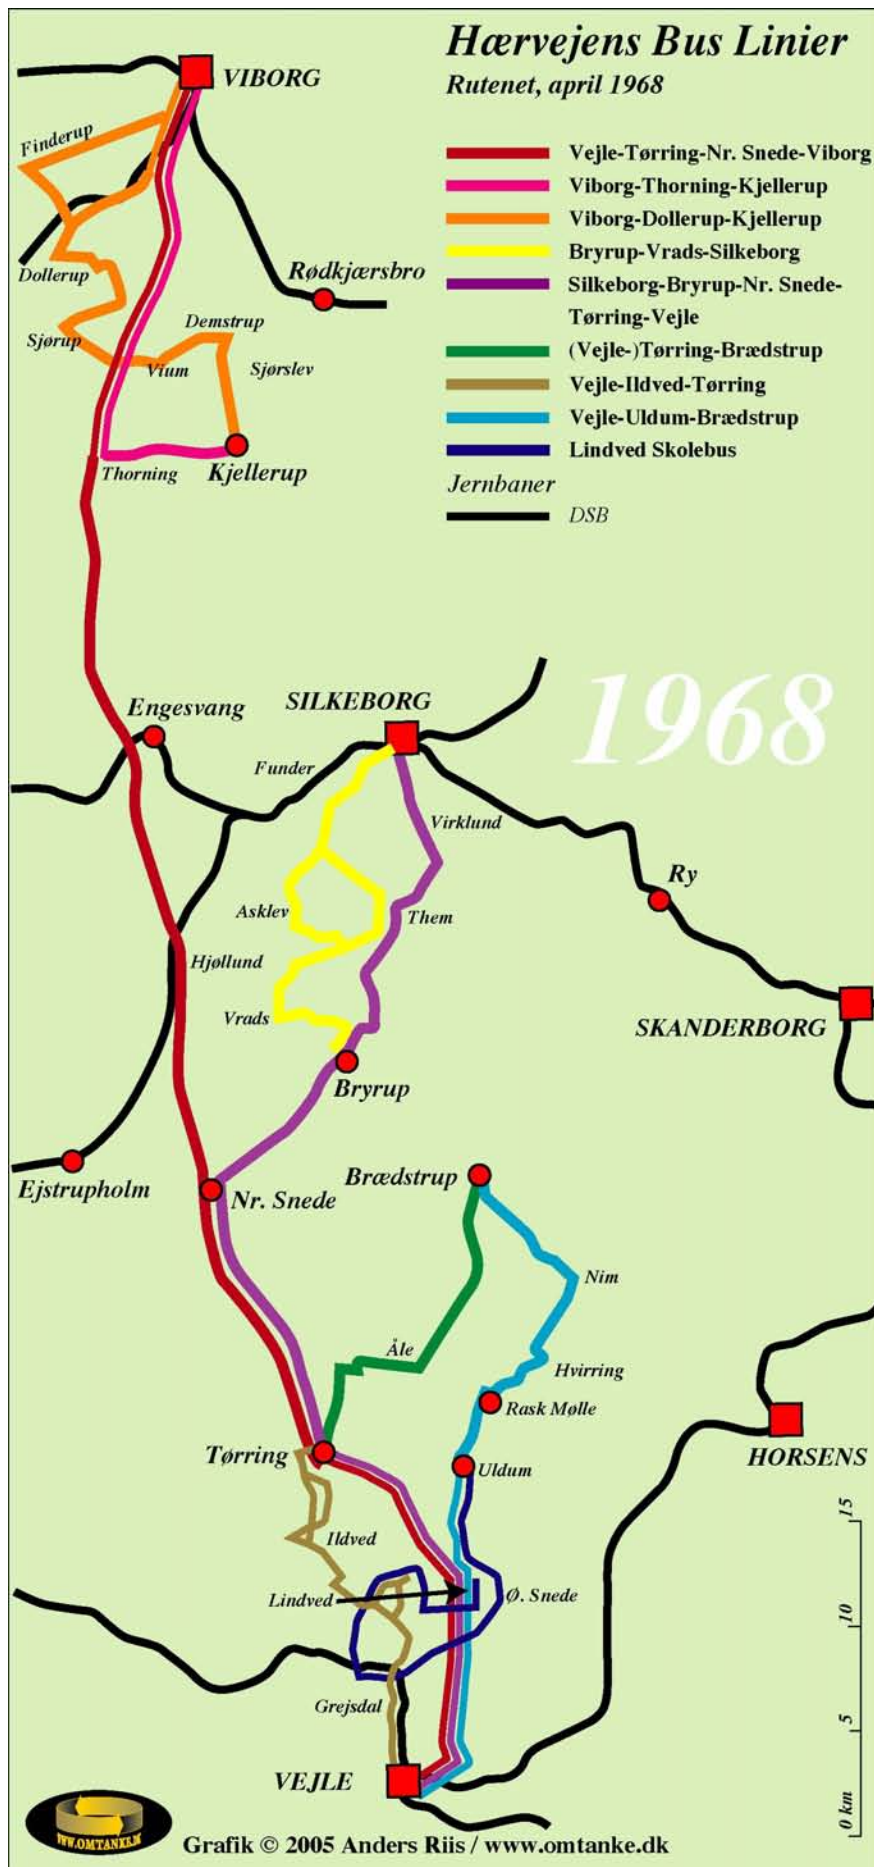 Hærvejens Bus Linier
Rutenet, april 1968
Vejle-Tørring-Nr. Snede-Viborg
Viborg-Thorning-Kjellerup
Viborg-Dollerup-Kjellerup
Bryrup-Vrads-Silkeborg
Silkeborg-Bryrup-Nr. Snede-
Tørring-Vejle
(Vejle-)Tørring-Brædstrup
Vejle-Ildved-Tørring
Vejle-Uldum-Brædstrup
Lindved Skolebus
Jernbaner
DSB
VIBORG
Finderup
Rødkjærsbro
Dollerup
Demstrup
Sjørup
Vium
Sjørslev
Thorning
Kjellerup
1968
Engesvang
SILKEBORG
Funder
Virklund
Ry
Asklev
Them
Hjøllund
Vrads
SKANDERBORG
Bryrup
Ejstrupholm
Nr. Snede
Brædstrup
Nim
Åle
Hvirring
Rask Mølle
Tørring
Uldum
HORSENS
Ildved
Lindved
Ø. Snede
Grejsdal
VEJLE
15
10
5
0 km
WWW.OMTANKE.DK
Grafik © 2005 Anders Riis / www.omtanke.dk